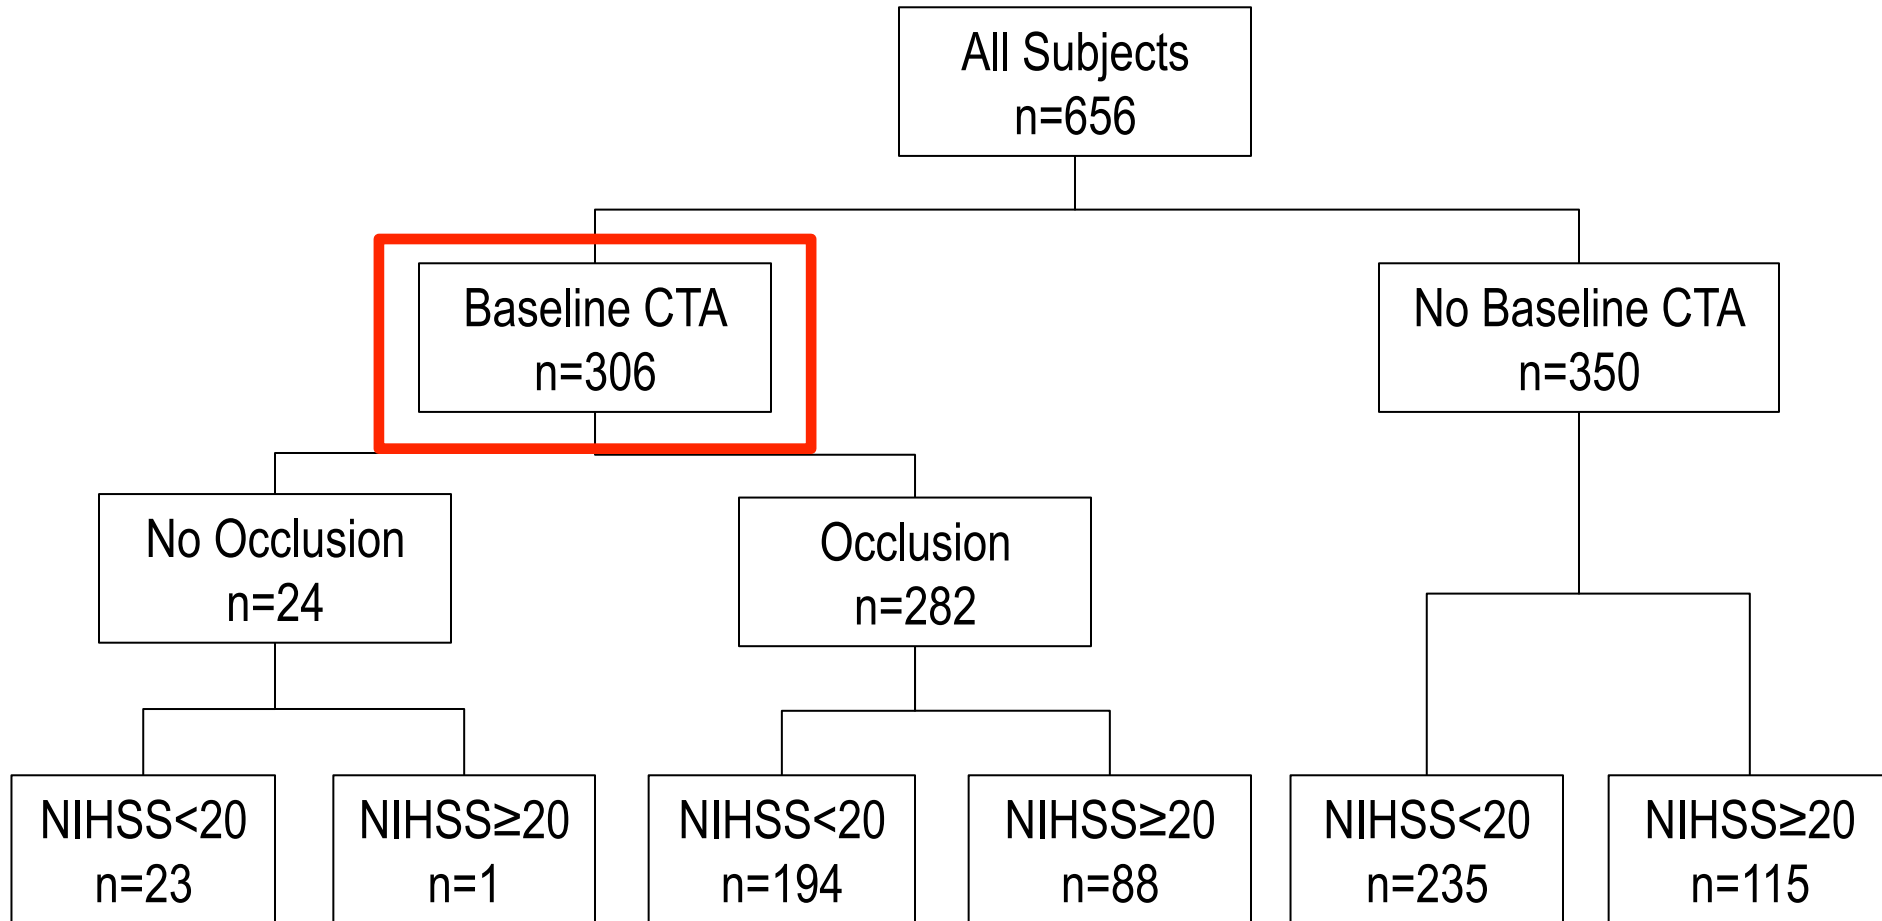 All Subjects
n=656
Baseline CTA
n=306
No Baseline CTA
n=350
No Occlusion
n=24
Occlusion
n=282
NIHSS<20
n=23
NIHSS≥20
n=1
NIHSS<20
n=194
NIHSS≥20
n=88
NIHSS<20
n=235
NIHSS≥20
n=115